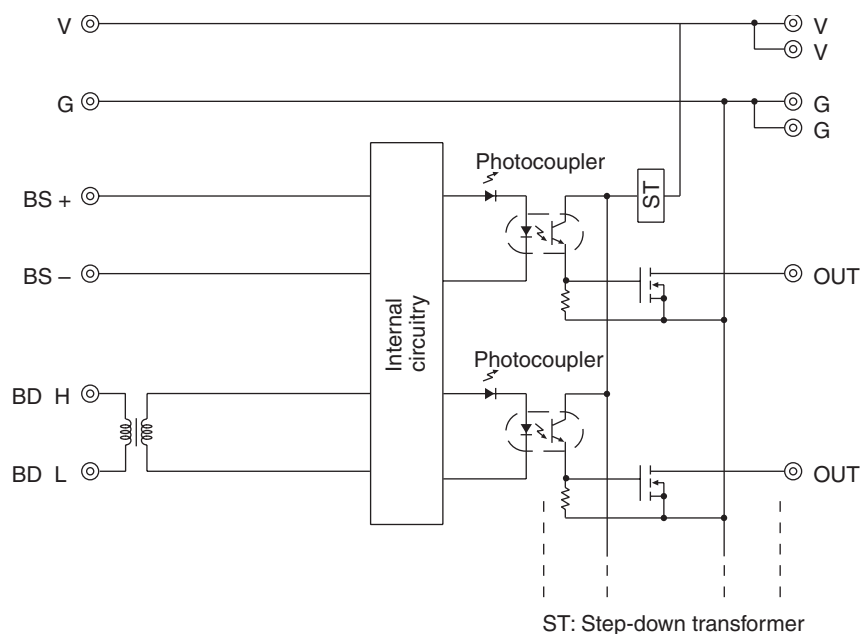 V
V
V
G
G
G
Photocoupler
BS +
ST
BS –
OUT
Internal
circuitry
Photocoupler
BD H
BD L
OUT
ST: Step-down transformer